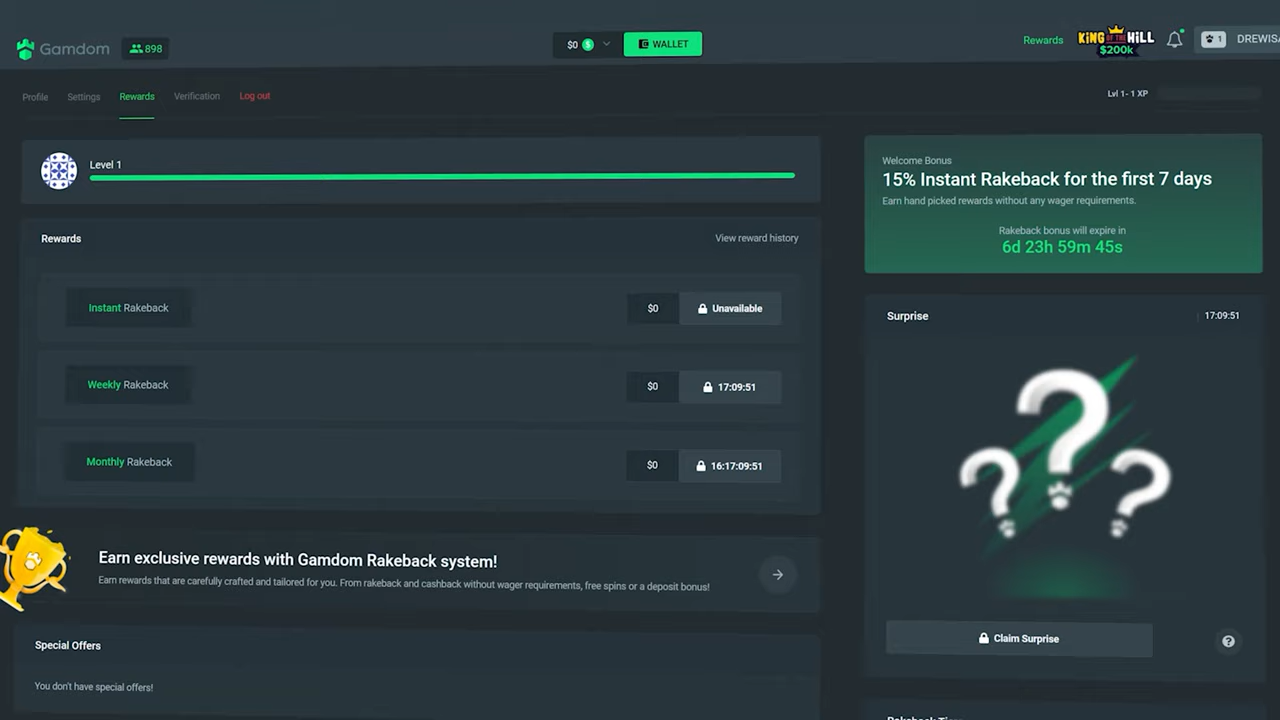 Gamdom
898
$0
WALLET
Rewards
KING OF THE HILL
$200k
1
Profile
Settings
Rewards
Verification
Log out
Lvl 1- 1 XP
Level 1
Welcome Bonus
15% Instant Rakeback for the first 7 days
Earn hand picked rewards without any wager requirements.
Rakeback bonus will expire in
6d 23h 59m 45s
Rewards
View reward history
Instant Rakeback
$0
Unavailable
Weekly Rakeback
$0
17:09:51
Monthly Rakeback
$0
16:17:09:51
Surprise
17:09:51
? ? ?
Claim Surprise
?
Earn exclusive rewards with Gamdom Rakeback system!
Earn rewards that are carefully crafted and tailored for you. From rakeback and cashback without wager requirements, free spins or a deposit bonus!
Special Offers
You don't have special offers!